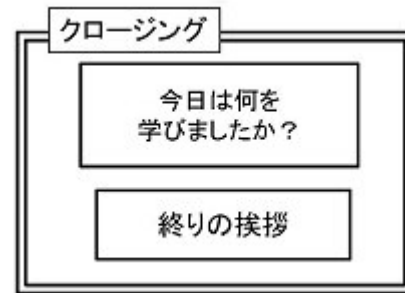 クロージング
今日は何を
学びましたか？
終りの挨拶